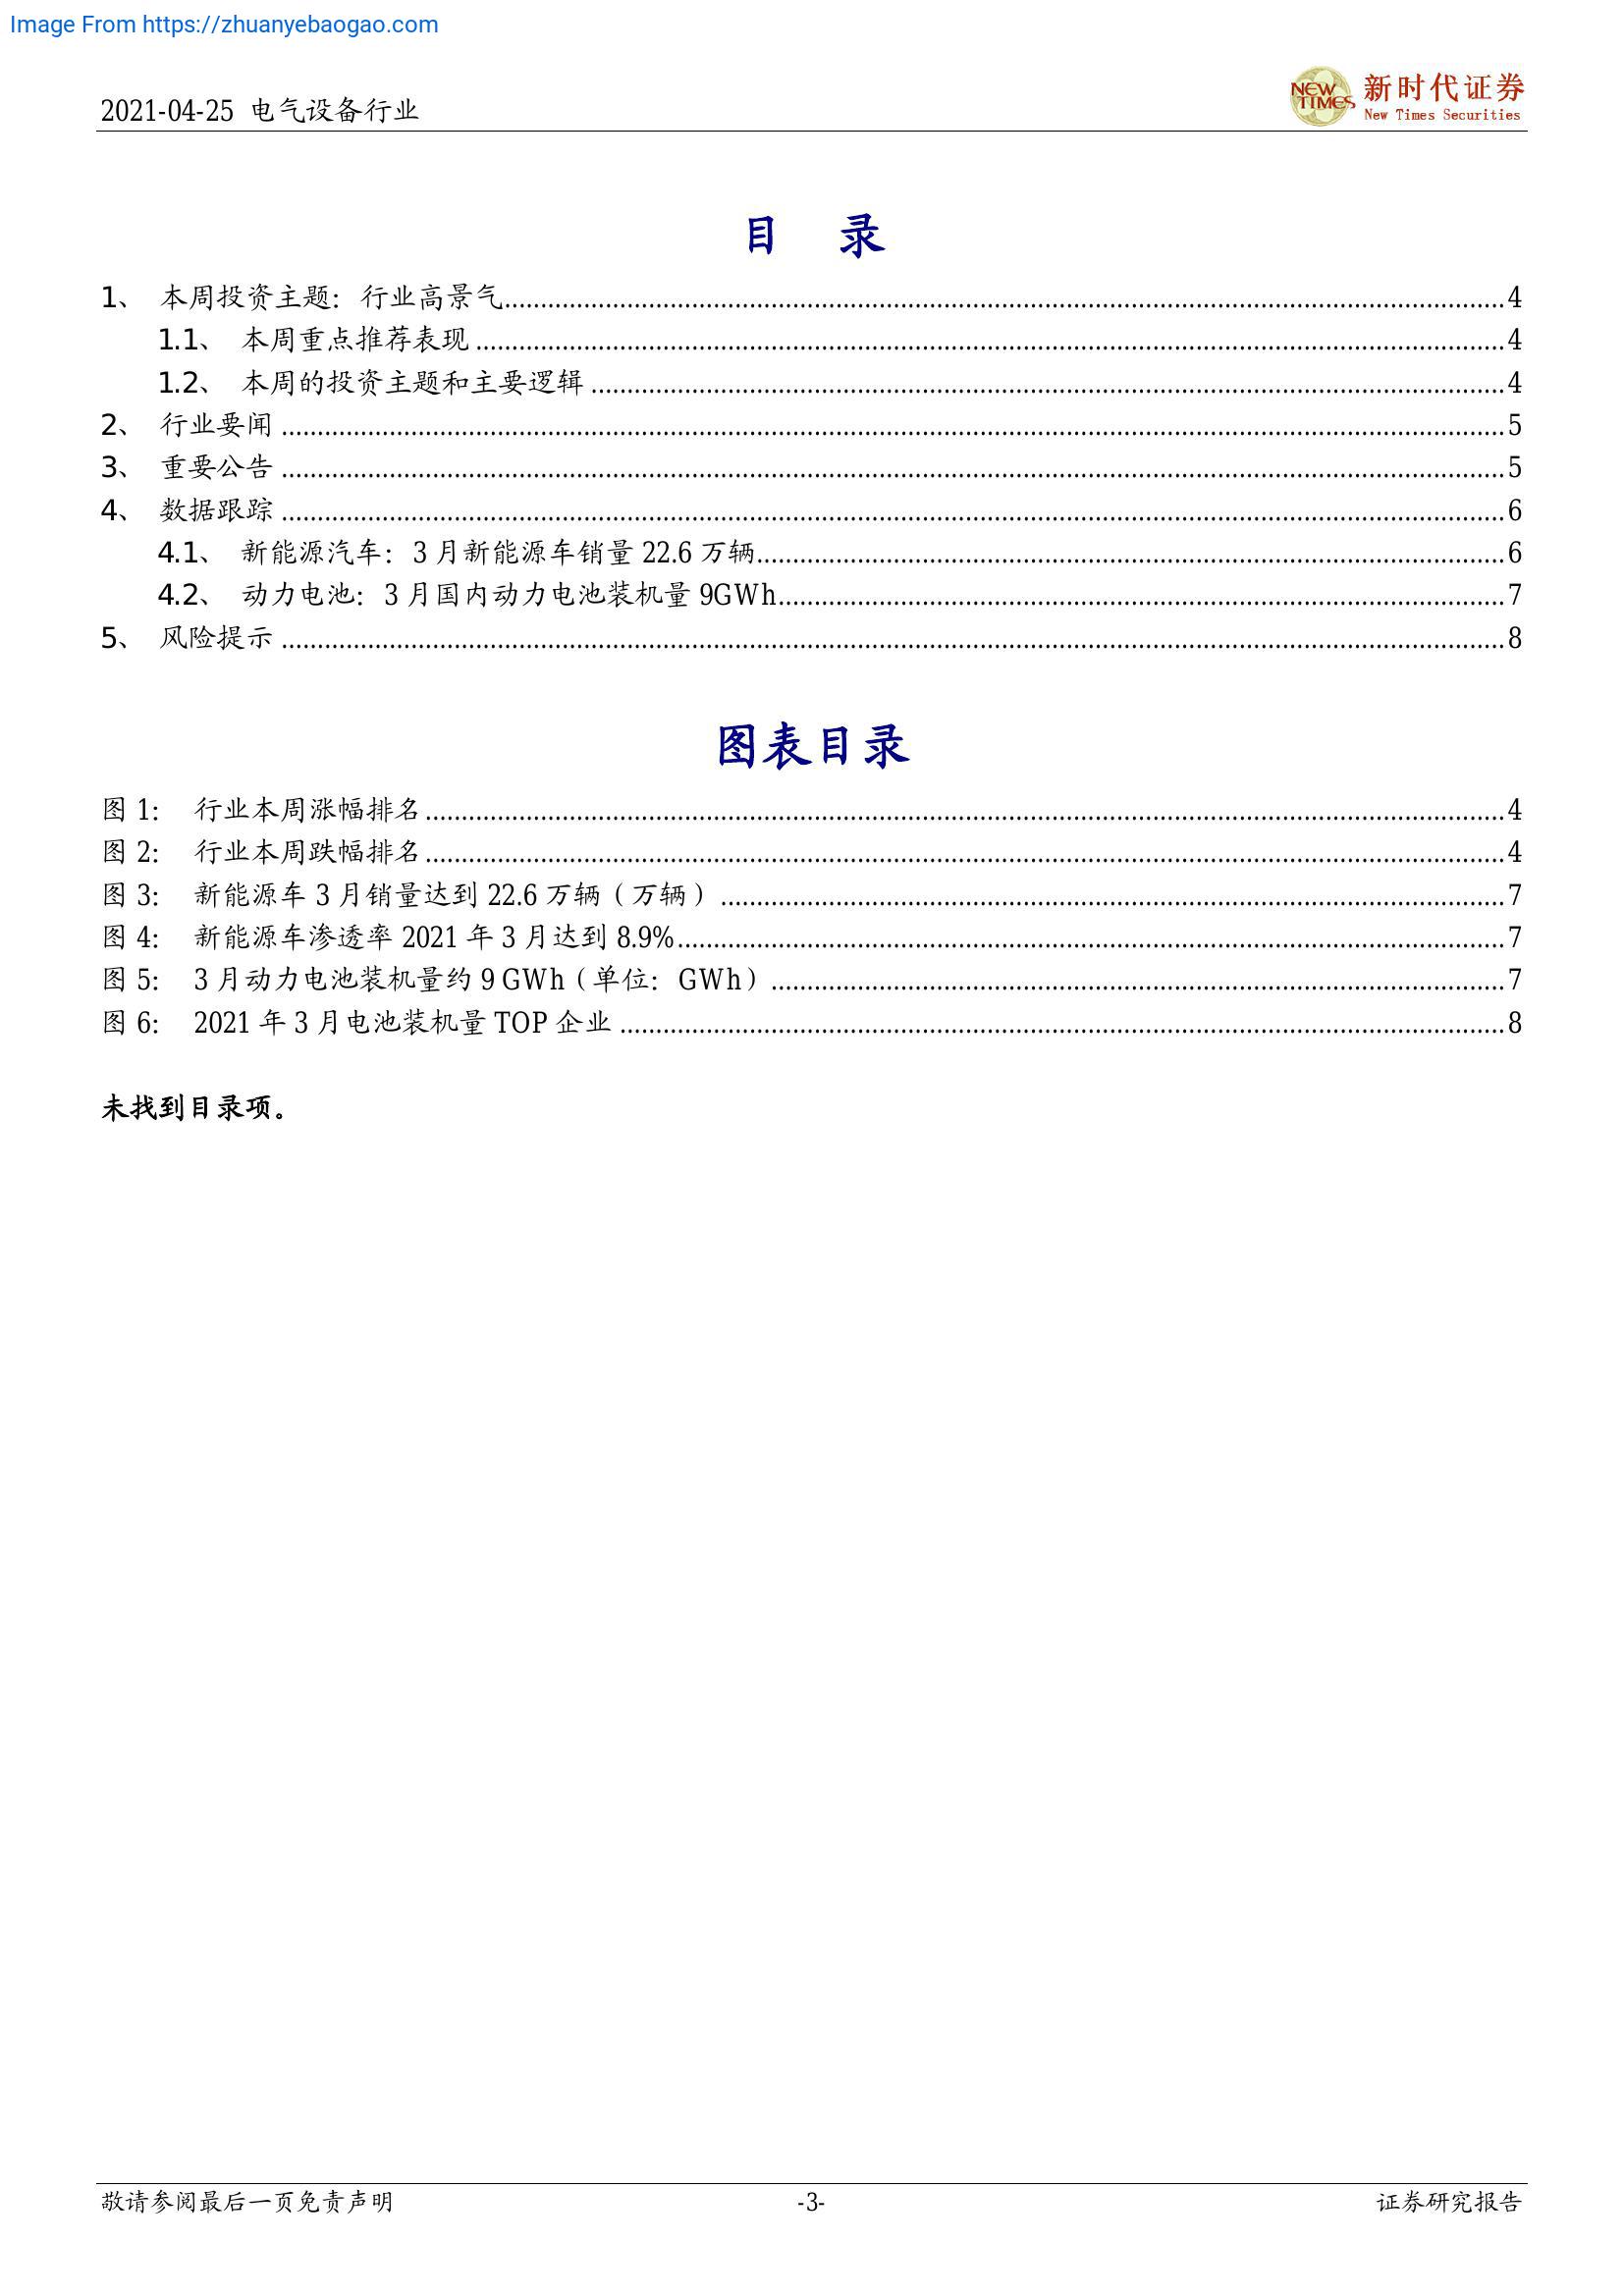 Image From https://zhuanyebaogao.com
2021-04-25 电气设备行业
NEW TIMES
新时代证券
New Times Securities
目 录
1、 本周投资主题：行业高景气 4
1.1、 本周重点推荐表现 4
1.2、 本周的投资主题和主要逻辑 4
2、 行业要闻 5
3、 重要公告 5
4、 数据跟踪 6
4.1、 新能源汽车：3 月新能源车销量 22.6 万辆 6
4.2、 动力电池：3 月国内动力电池装机量 9GWh 7
5、 风险提示 8
图表目录
图 1： 行业本周涨幅排名 4
图 2： 行业本周跌幅排名 4
图 3： 新能源车 3 月销量达到 22.6 万辆（万辆） 7
图 4： 新能源车渗透率 2021 年 3 月达到 8.9% 7
图 5： 3 月动力电池装机量约 9 GWh（单位：GWh） 7
图 6： 2021 年 3 月电池装机量 TOP 企业 8
未找到目录项。
敬请参阅最后一页免责声明 -3- 证券研究报告